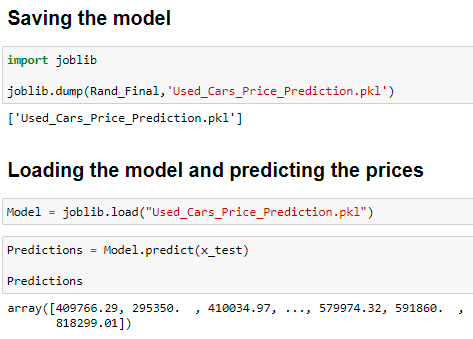 Saving the model
import joblib
joblib.dump(Rand_Final,'Used_Cars_Price_Prediction.pkl')
['Used_Cars_Price_Prediction.pkl']
Loading the model and predicting the prices
Model = joblib.load("Used_Cars_Price_Prediction.pkl")
Predictions = Model.predict(x_test)
Predictions
array([409766.29, 295350.  , 410034.97, ..., 579974.32, 591860.  ,
       818299.01])